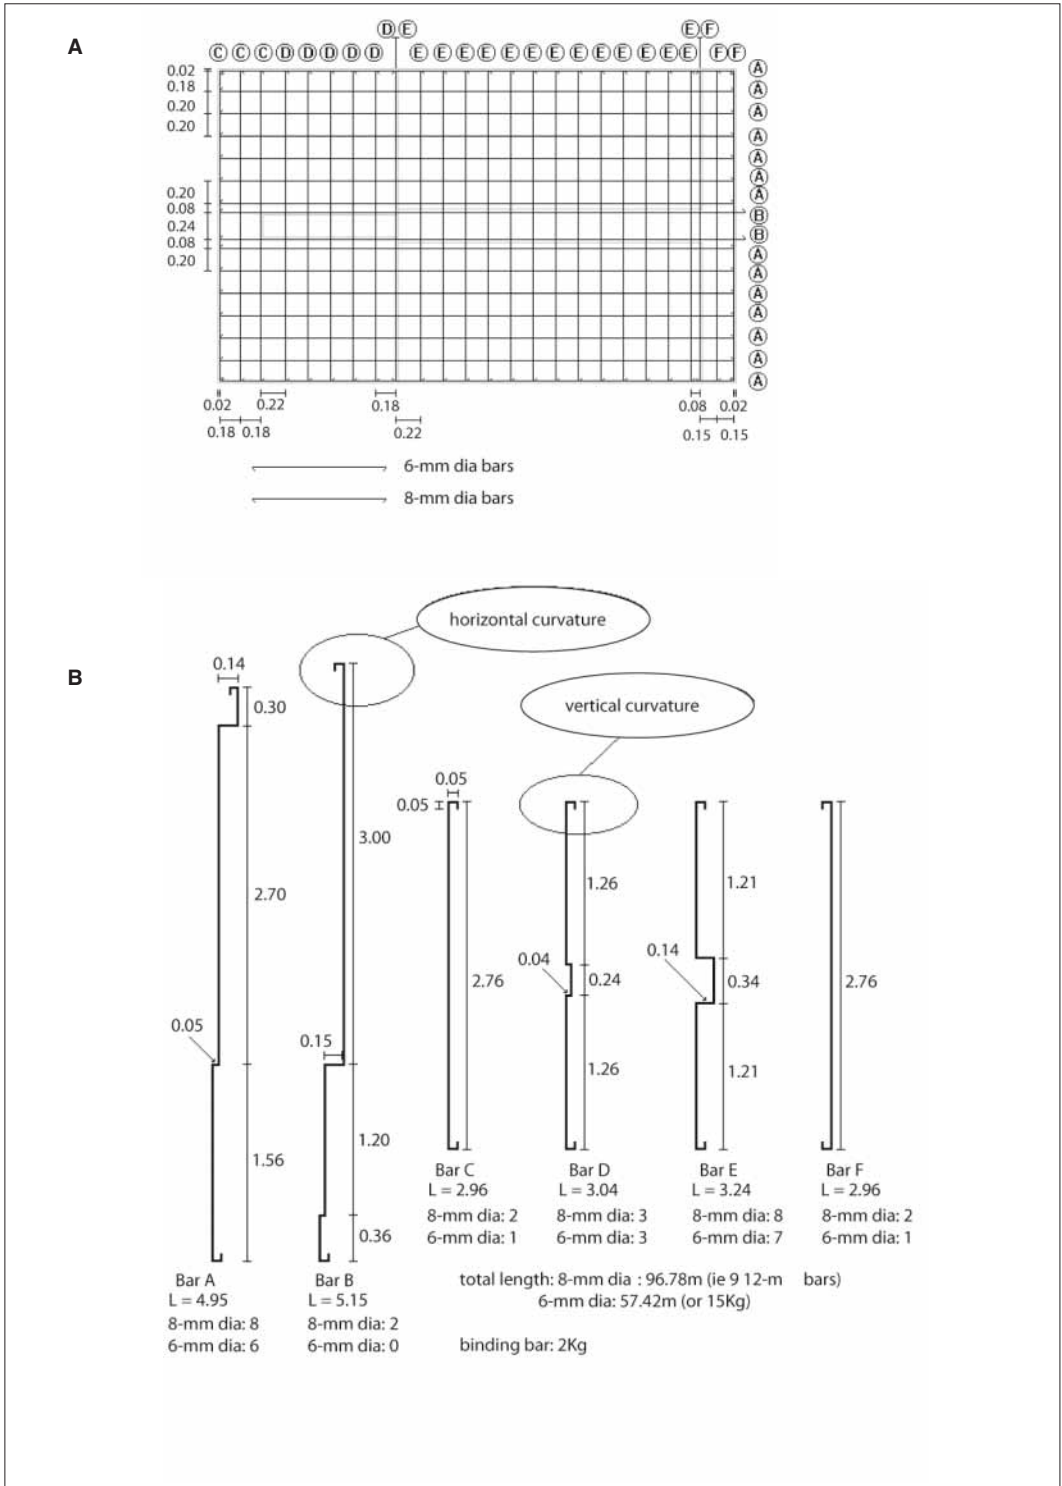 A
D E E F
C C C D D D D D E E E E E E E E E E E E E F F
0.02
0.18
0.20
0.20
0.20
0.08
0.24
0.08
0.20
A
A
A
A
A
A
A
B
B
A
A
A
A
A
A
A
0.02 0.22 0.18 0.08 0.02
0.18 0.18 0.22 0.15 0.15
6-mm dia bars
8-mm dia bars
B
horizontal curvature
vertical curvature
0.14
0.30
2.70
0.05
1.56
3.00
0.15
1.20
0.36
0.05
0.05
2.76
1.26
0.04
0.24
1.26
1.21
0.14
0.34
1.21
2.76
Bar A
L = 4.95
8-mm dia: 8
6-mm dia: 6
Bar B
L = 5.15
8-mm dia: 2
6-mm dia: 0
Bar C
L = 2.96
8-mm dia: 2
6-mm dia: 1
Bar D
L = 3.04
8-mm dia: 3
6-mm dia: 3
Bar E
L = 3.24
8-mm dia: 8
6-mm dia: 7
Bar F
L = 2.96
8-mm dia: 2
6-mm dia: 1
total length: 8-mm dia : 96.78m (ie 9 12-m bars)
6-mm dia: 57.42m (or 15Kg)
binding bar: 2Kg